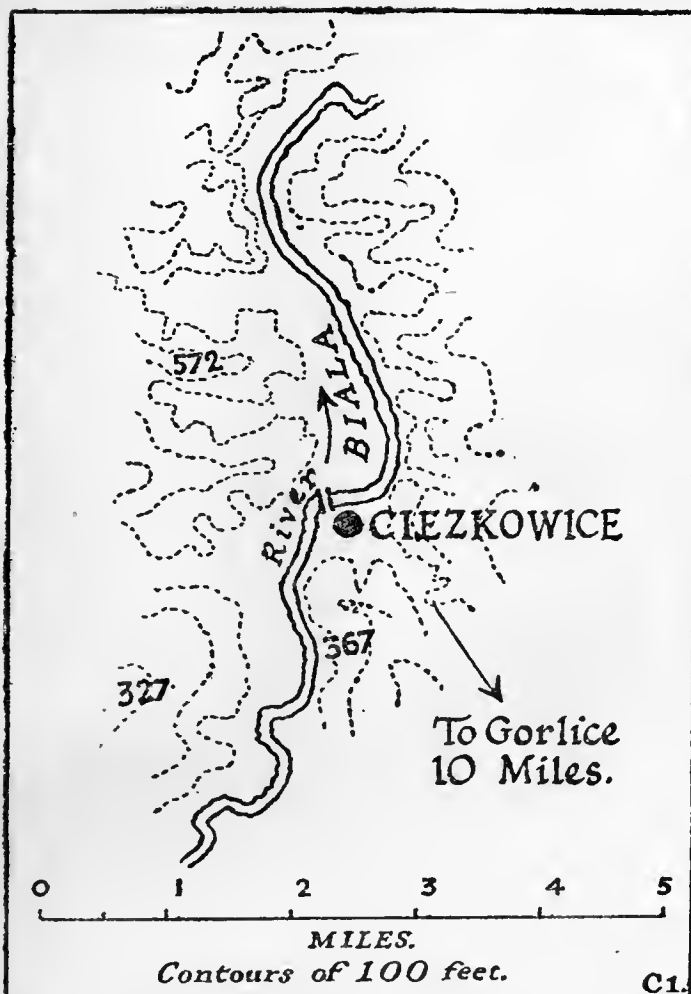 572
River BIALA
CIEZKOWICE
367
327
To Gorlice
10 Miles.
0 1 2 3 4 5
MILES.
Contours of 100 feet.
C1.